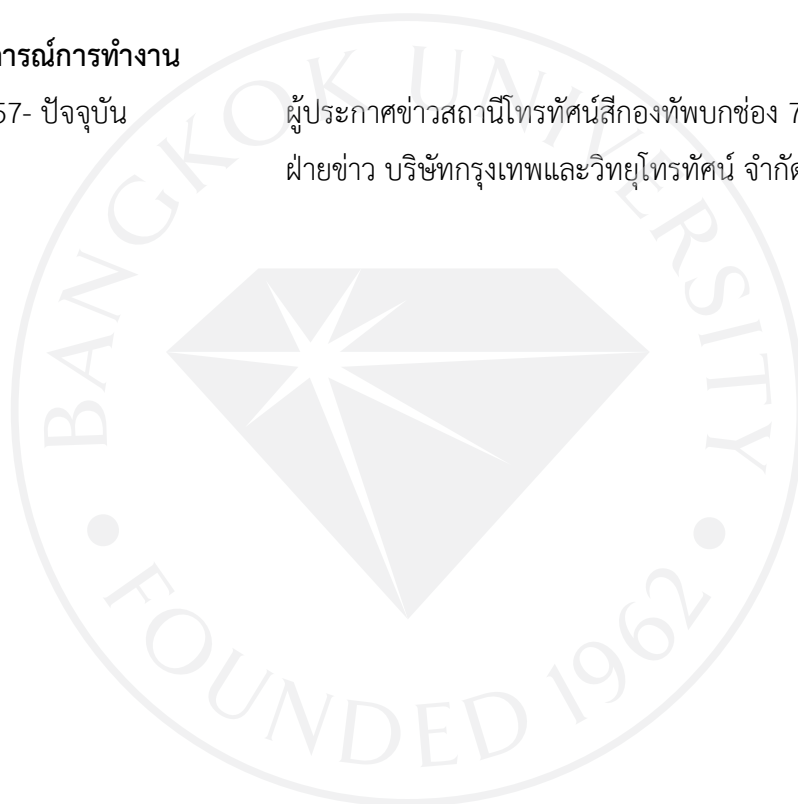 ารณ์การทำงาน
57- ปัจจุบัน ผู้ประกาศข่าวสถานีโทรทัศน์สีกองทัพบกช่อง 7
ฝ่ายข่าว บริษัทกรุงเทพและวิทยุโทรทัศน์ จำกัด
BANGKOK UNIVERSITY
FOUNDED 1962